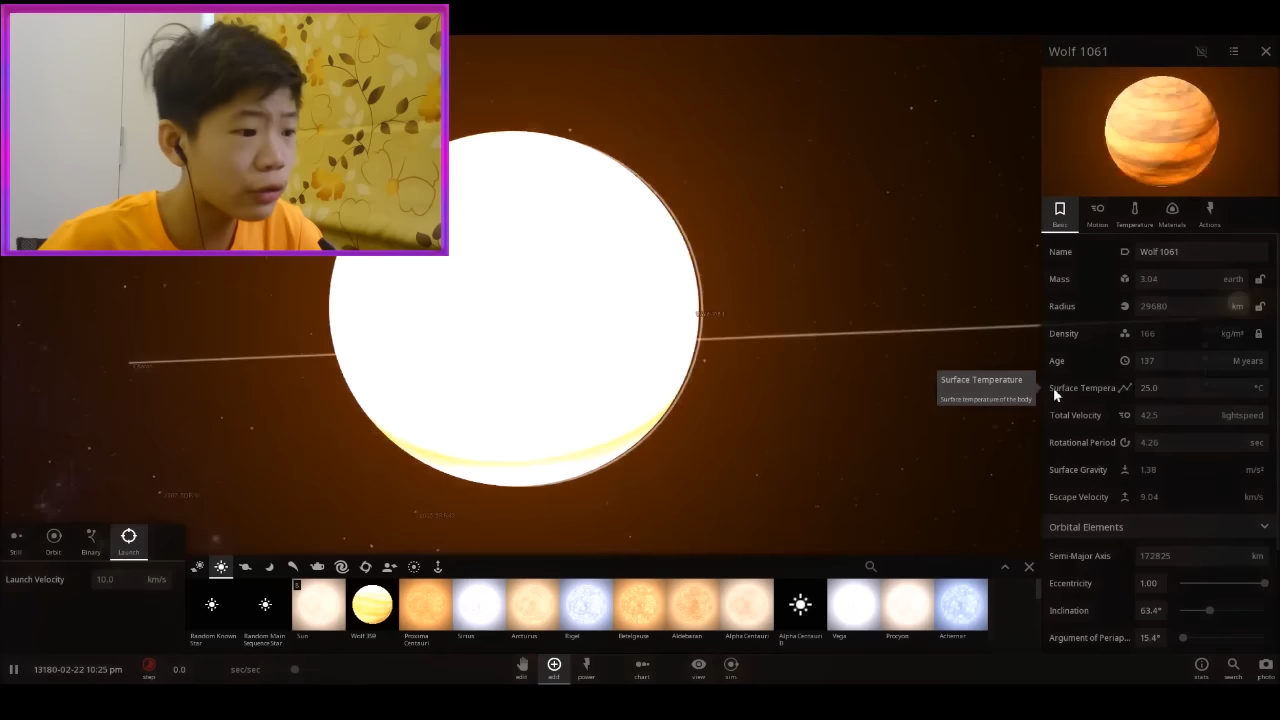 Wolf 1061
Basic
Motion
Temperature
Materials
Actions
Name
Wolf 1061
Mass
3.04
earth
Radius
29680
km
Density
166
kg/m³
Age
137
M years
Surface Tempera
25.0
°C
Total Velocity
42.5
lightspeed
Rotational Period
4.26
sec
Surface Gravity
1.38
m/s²
Escape Velocity
9.04
km/s
Surface Temperature
Surface temperature of the body
Orbital Elements
Semi-Major Axis
172825
km
Eccentricity
1.00
Inclination
63.4°
Argument of Periap...
15.4°
Still
Orbit
Binary
Launch
Launch Velocity
10.0
km/s
Random Known Star
Random Main Sequence Star
Sun
Wolf 359
Proxima Centauri
Sirius
Arcturus
Rigel
Betelgeuse
Aldebaran
Alpha Centauri
Alpha Centauri B
Vega
Procyon
Achernar
13180-02-22 10:25 pm
step
0.0
sec/sec
edit
add
power
chart
view
sim
stats
search
photo